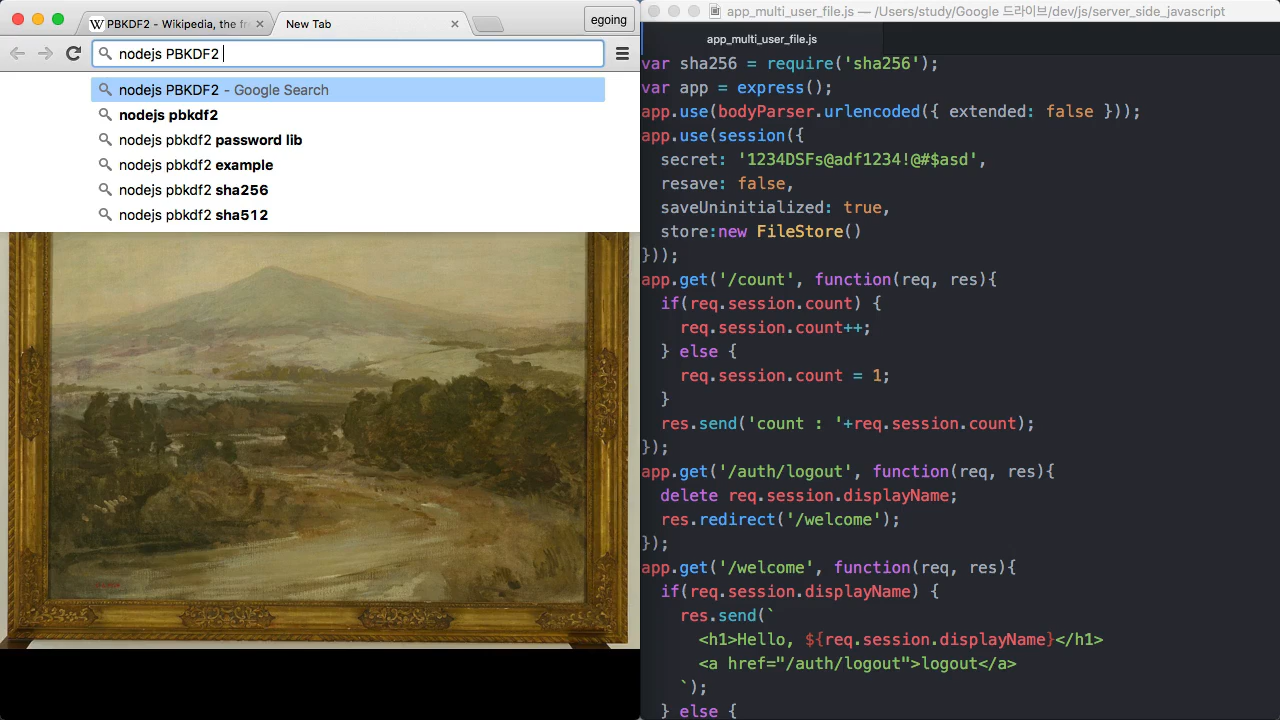 PBKDF2 - Wikipedia, the fr
New Tab
egoing
nodejs PBKDF2
nodejs PBKDF2 - Google Search
nodejs pbkdf2
nodejs pbkdf2 password lib
nodejs pbkdf2 example
nodejs pbkdf2 sha256
nodejs pbkdf2 sha512
app_multi_user_file.js — /Users/study/Google 드라이브/dev/js/server_side_javascript
app_multi_user_file.js
var sha256 = require('sha256');
var app = express();
app.use(bodyParser.urlencoded({ extended: false }));
app.use(session({
  secret: '1234DSFs@adf1234!@#$asd',
  resave: false,
  saveUninitialized: true,
  store:new FileStore()
}));
app.get('/count', function(req, res){
  if(req.session.count) {
    req.session.count++;
  } else {
    req.session.count = 1;
  }
  res.send('count : '+req.session.count);
});
app.get('/auth/logout', function(req, res){
  delete req.session.displayName;
  res.redirect('/welcome');
});
app.get('/welcome', function(req, res){
  if(req.session.displayName) {
    res.send(`
      <h1>Hello, ${req.session.displayName}</h1>
      <a href="/auth/logout">logout</a>
    `);
  } else {